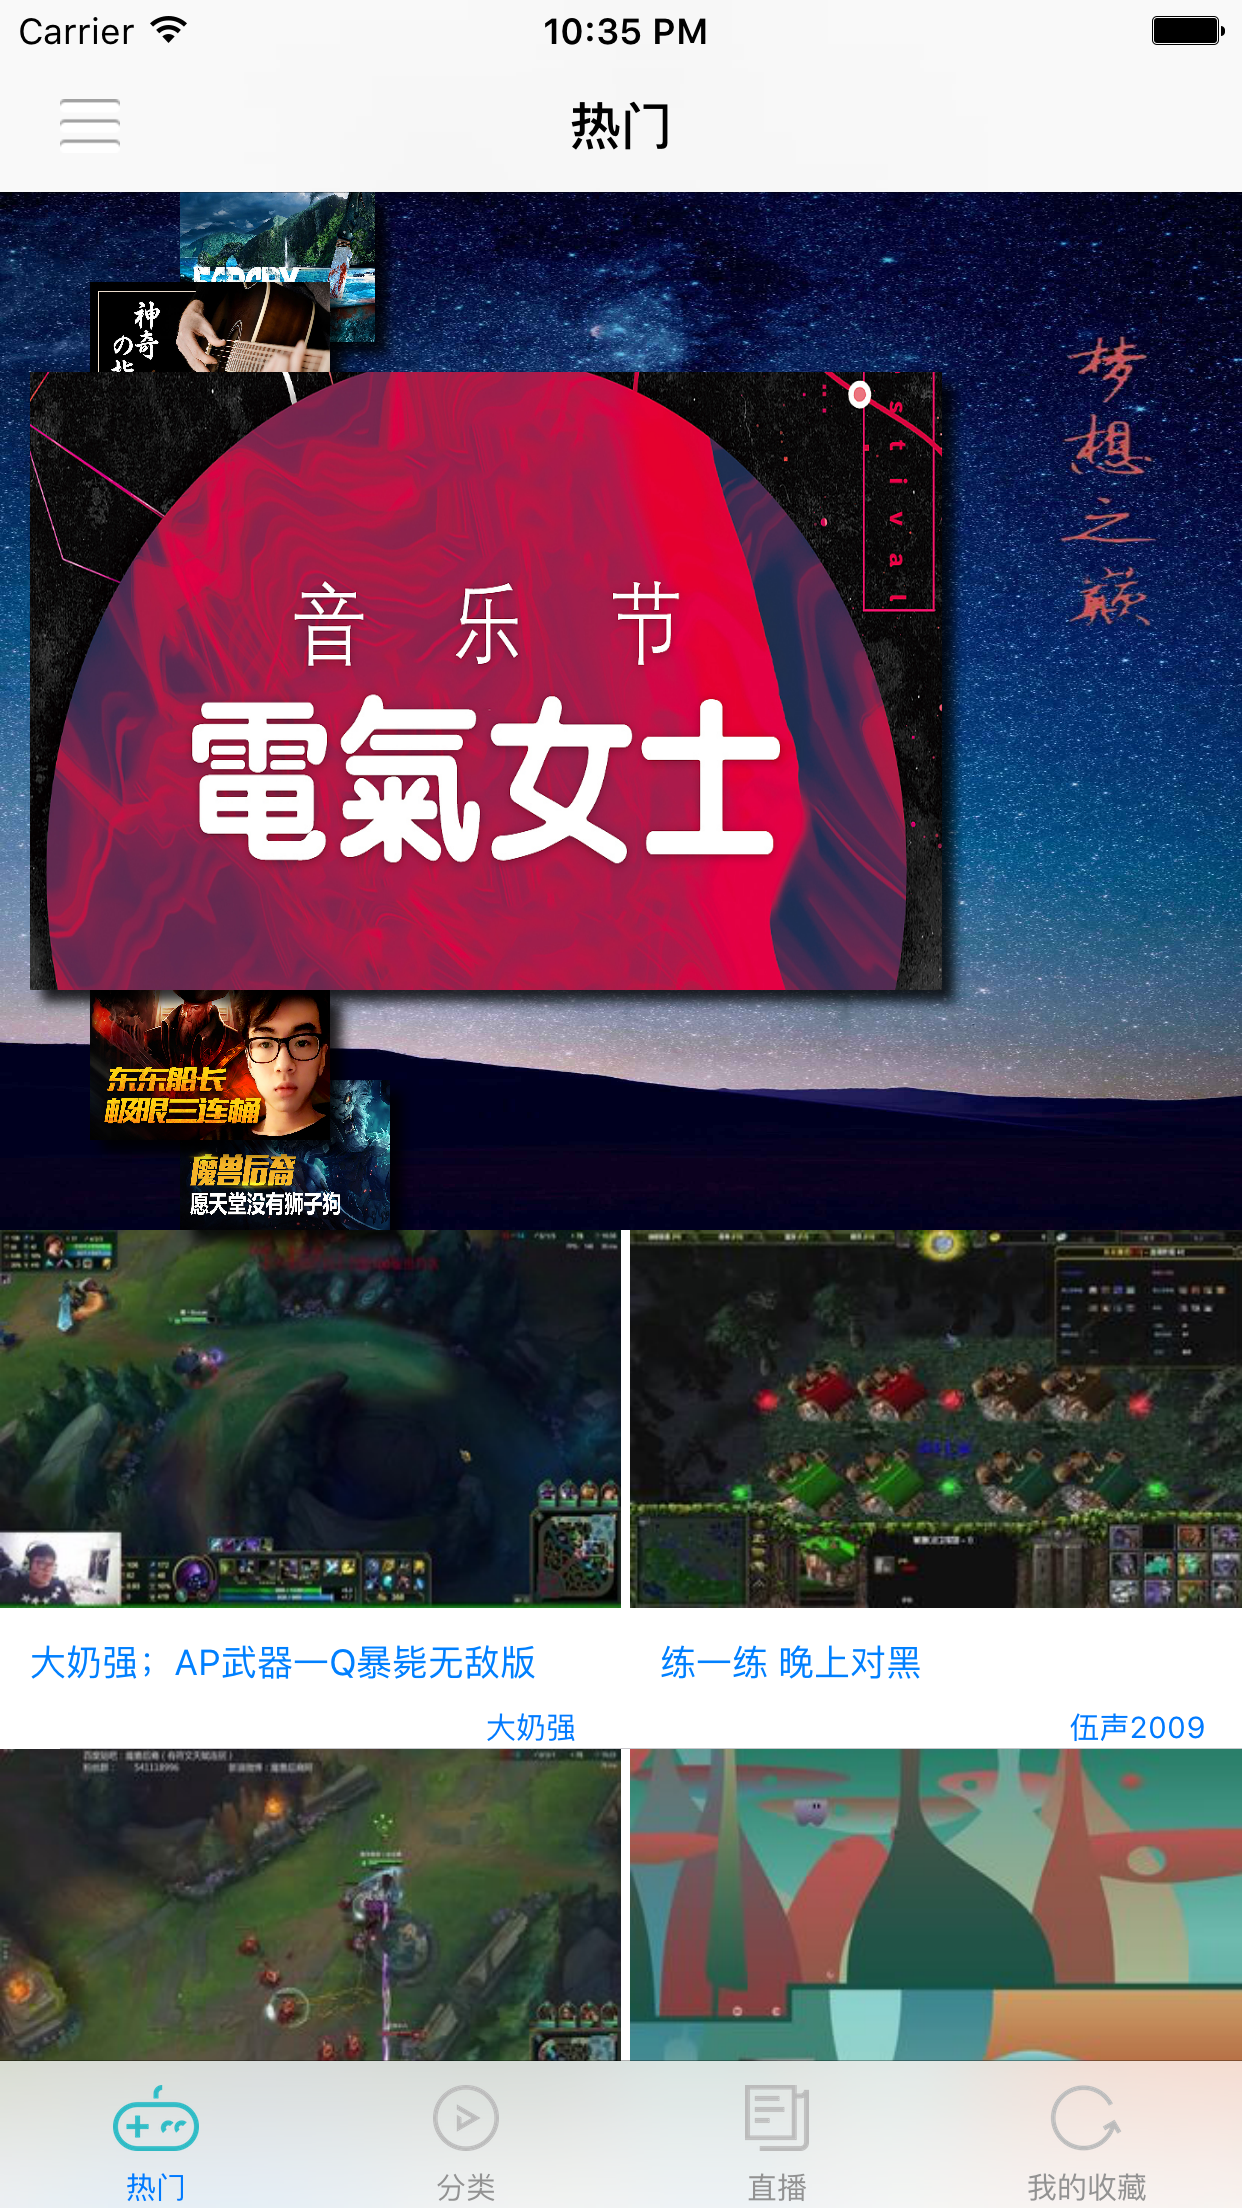 Carrier
10:35 PM
热门
神奇
の指
梦想之巅
stival
音乐节
電氣女士
东东船长
极限三连桶
魔兽后裔
愿天堂没有狮子狗
大奶强；AP武器一Q暴毙无敌版
大奶强
练一练 晚上对黑
伍声2009
541118996
热门
分类
直播
我的收藏